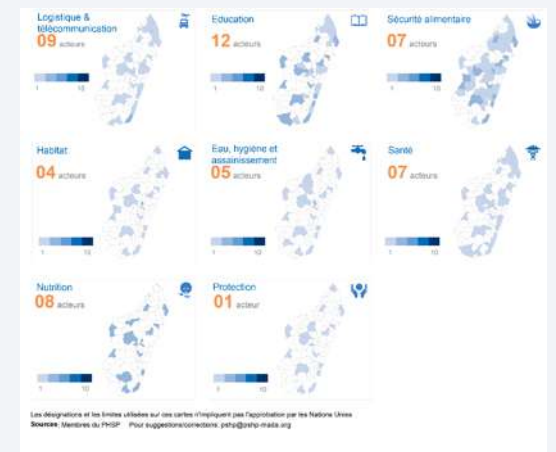 Logistique &
télécommunication
09 acteurs
1 10
Education
12 acteurs
1 10
Sécurité alimentaire
07 acteurs
1 10
Habitat
04 acteurs
1 10
Eau, hygiène et
assainissement
05 acteurs
1 10
Santé
07 acteurs
1 10
Nutrition
08 acteurs
1 10
Protection
01 acteur
1 10
Les désignations et les limites utilisées sur ces cartes n'impliquent pas l'approbation par les Nations Unies
Sources: Membres du PHSP Pour suggestions/corrections: pshp@pshp-mada.org